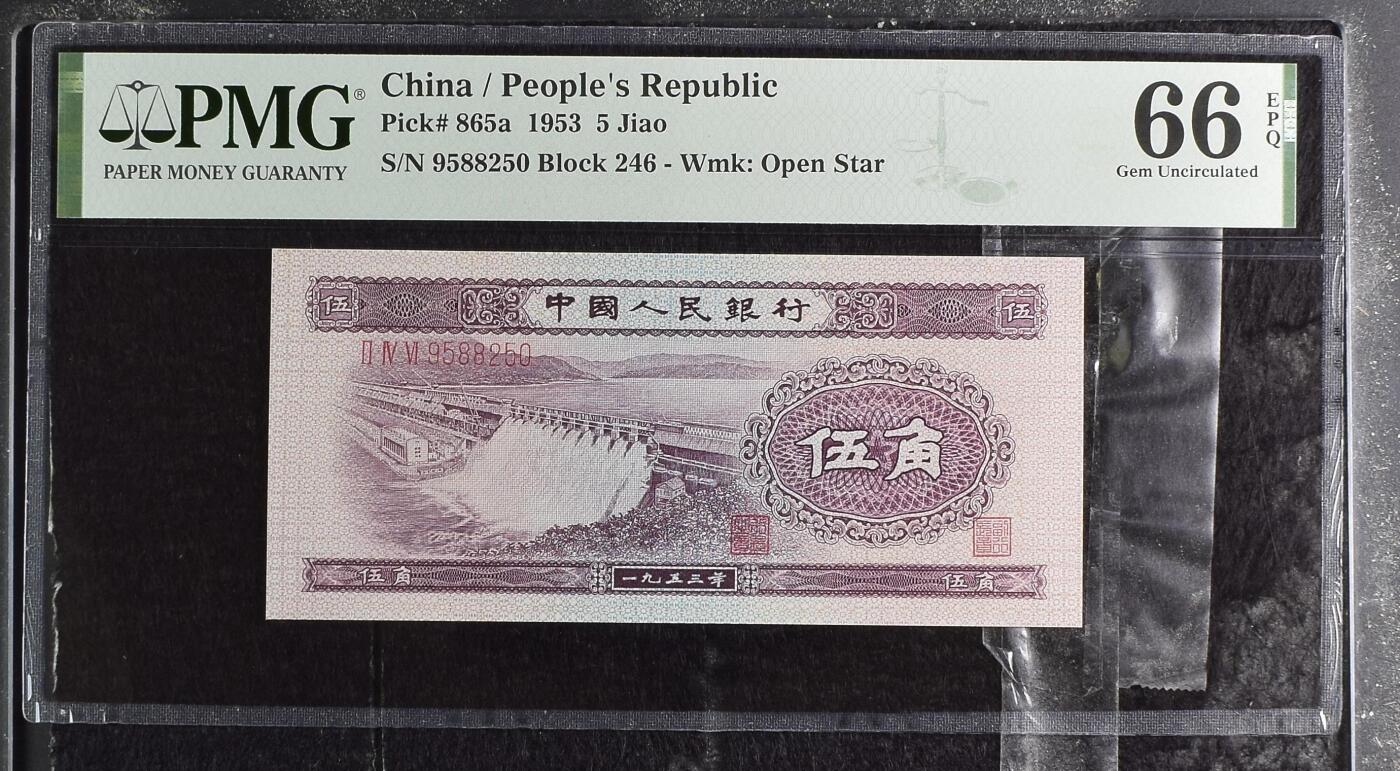 PMG®
PAPER MONEY GUARANTY
China / People's Republic
Pick# 865a 1953 5 Jiao
S/N 9588250 Block 246 - Wmk: Open Star
66
EPQ
Gem Uncirculated
伍
中國人民銀行
伍
Ⅱ Ⅳ Ⅵ 9588250
伍角
伍角
一九五三年
伍角